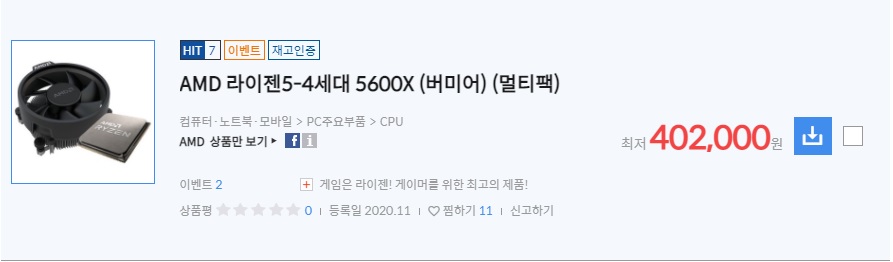 HIT 7 이벤트 재고인증
AMD 라이젠5-4세대 5600X (버미어) (멀티팩)
컴퓨터·노트북·모바일 > PC주요부품 > CPU
AMD 상품만 보기 ▸ f i
최저 402,000원
이벤트 2 + 게임은 라이젠! 게이머를 위한 최고의 제품!
상품평 ★★★★★ 0 | 등록일 2020.11 | ♡ 찜하기 11 | 신고하기
AMD
RYZEN